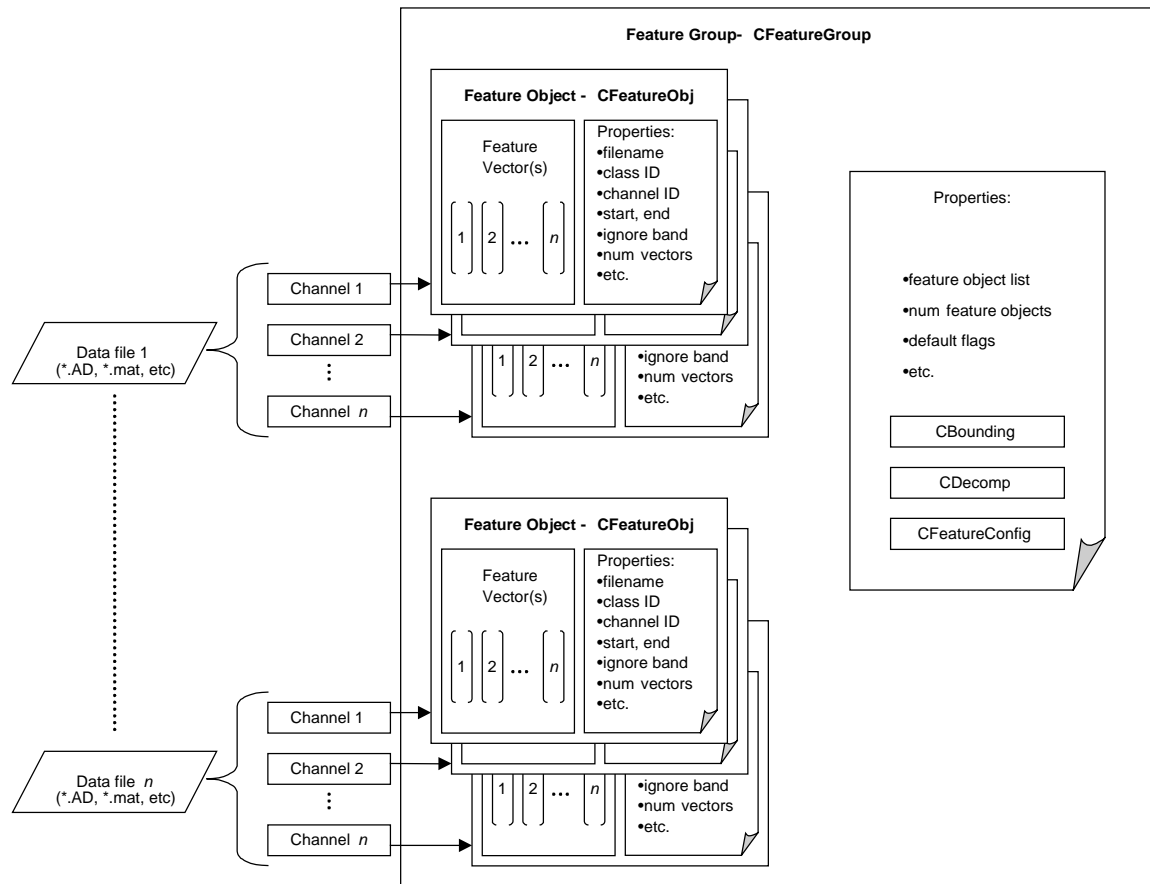 Feature Group- CFeatureGroup
Feature Object - CFeatureObj
Feature
Vector(s)
1 2 ... n
Properties:
•filename
•class ID
•channel ID
•start, end
•ignore band
•num vectors
•etc.
Channel 1
Channel 2
⋮
Channel n
Data file 1
(*.AD, *.mat, etc)
1 2 ... n
•ignore band
•num vectors
•etc.
Properties:
•feature object list
•num feature objects
•default flags
•etc.
CBounding
CDecomp
CFeatureConfig
Feature Object - CFeatureObj
Feature
Vector(s)
1 2 ... n
Properties:
•filename
•class ID
•channel ID
•start, end
•ignore band
•num vectors
•etc.
Channel 1
Channel 2
⋮
Channel n
Data file n
(*.AD, *.mat, etc)
1 2 ... n
•ignore band
•num vectors
•etc.